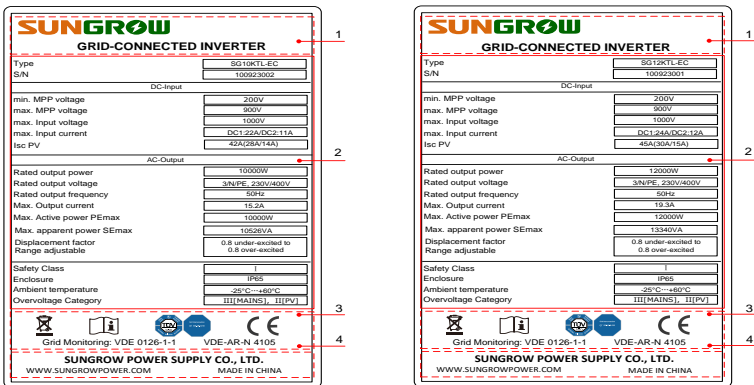 SUNGROW
GRID-CONNECTED INVERTER
1
Type SG10KTL-EC
S/N 100923002
DC-Input
min. MPP voltage 200V
max. MPP voltage 900V
max. Input voltage 1000V
max. Input current DC1:22A/DC2:11A
Isc PV 42A(28A/14A)
2
AC-Output
Rated output power 10000W
Rated output voltage 3/N/PE, 230V/400V
Rated output frequency 50Hz
Max. Output current 15.2A
Max. Active power PEmax 10000W
Max. apparent power SEmax 10526VA
Displacement factor 0.8 under-excited to
Range adjustable 0.8 over-excited
Safety Class I
Enclosure IP65
Ambient temperature -25°C···+60°C
Overvoltage Category III[MAINS], II[PV]
3
CE
Grid Monitoring: VDE 0126-1-1 VDE-AR-N 4105
4
SUNGROW POWER SUPPLY CO., LTD.
WWW.SUNGROWPOWER.COM MADE IN CHINA
SUNGROW
GRID-CONNECTED INVERTER
1
Type SG12KTL-EC
S/N 100923001
DC-Input
min. MPP voltage 200V
max. MPP voltage 900V
max. Input voltage 1000V
max. Input current DC1:24A/DC2:12A
Isc PV 45A(30A/15A)
2
AC-Output
Rated output power 12000W
Rated output voltage 3/N/PE, 230V/400V
Rated output frequency 50Hz
Max. Output current 19.3A
Max. Active power PEmax 12000W
Max. apparent power SEmax 13340VA
Displacement factor 0.8 under-excited to
Range adjustable 0.8 over-excited
Safety Class I
Enclosure IP65
Ambient temperature -25°C···+60°C
Overvoltage Category III[MAINS], II[PV]
3
CE
Grid Monitoring: VDE 0126-1-1 VDE-AR-N 4105
4
SUNGROW POWER SUPPLY CO., LTD.
WWW.SUNGROWPOWER.COM MADE IN CHINA